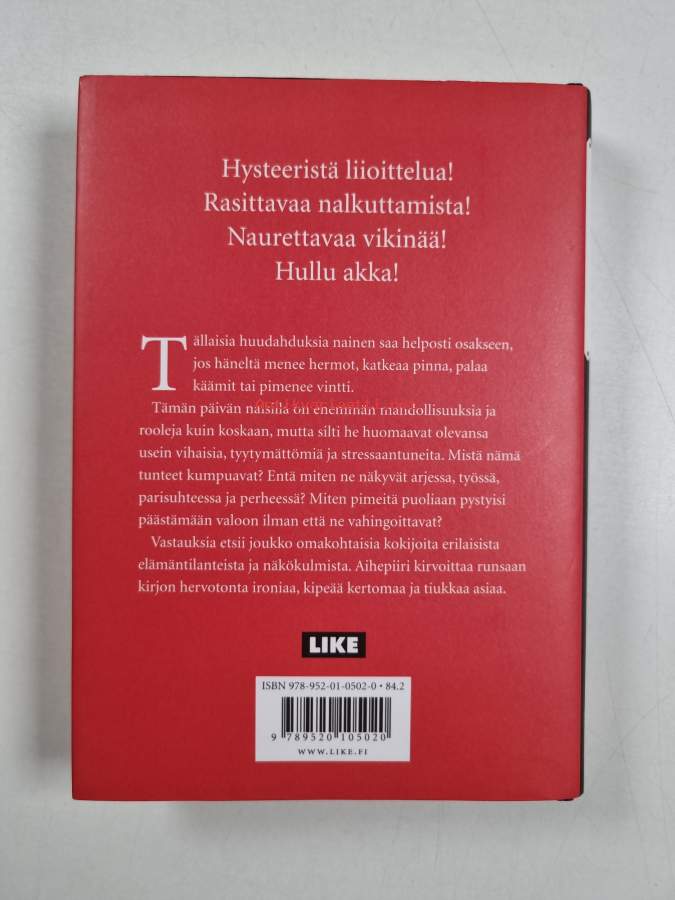 Hysteeristä liioittelua!
Rasittavaa nalkuttamista!
Naurettavaa vikinää!
Hullu akka!
Tällaisia huudahduksia nainen saa helposti osakseen,
jos häneltä menee hermot, katkeaa pinna, palaa
käämit tai pimenee vintti.
Tämän päivän naisilla on enemmän mahdollisuuksia ja
rooleja kuin koskaan, mutta silti he huomaavat olevansa
usein vihaisia, tyytymättömiä ja stressaantuneita. Mistä nämä
tunteet kumpuavat? Entä miten ne näkyvät arjessa, työssä,
parisuhteessa ja perheessä? Miten pimeitä puoliaan pystyisi
päästämään valoon ilman että ne vahingoittavat?
Vastauksia etsii joukko omakohtaisia kokijoita erilaisista
elämäntilanteista ja näkökulmista. Aihepiiri kirvoittaa runsaan
kirjon hervotonta ironiaa, kipeää kertomaa ja tiukkaa asiaa.
LIKE
ISBN 978-952-01-0502-0 • 84.2
9 789520 105020
WWW.LIKE.FI